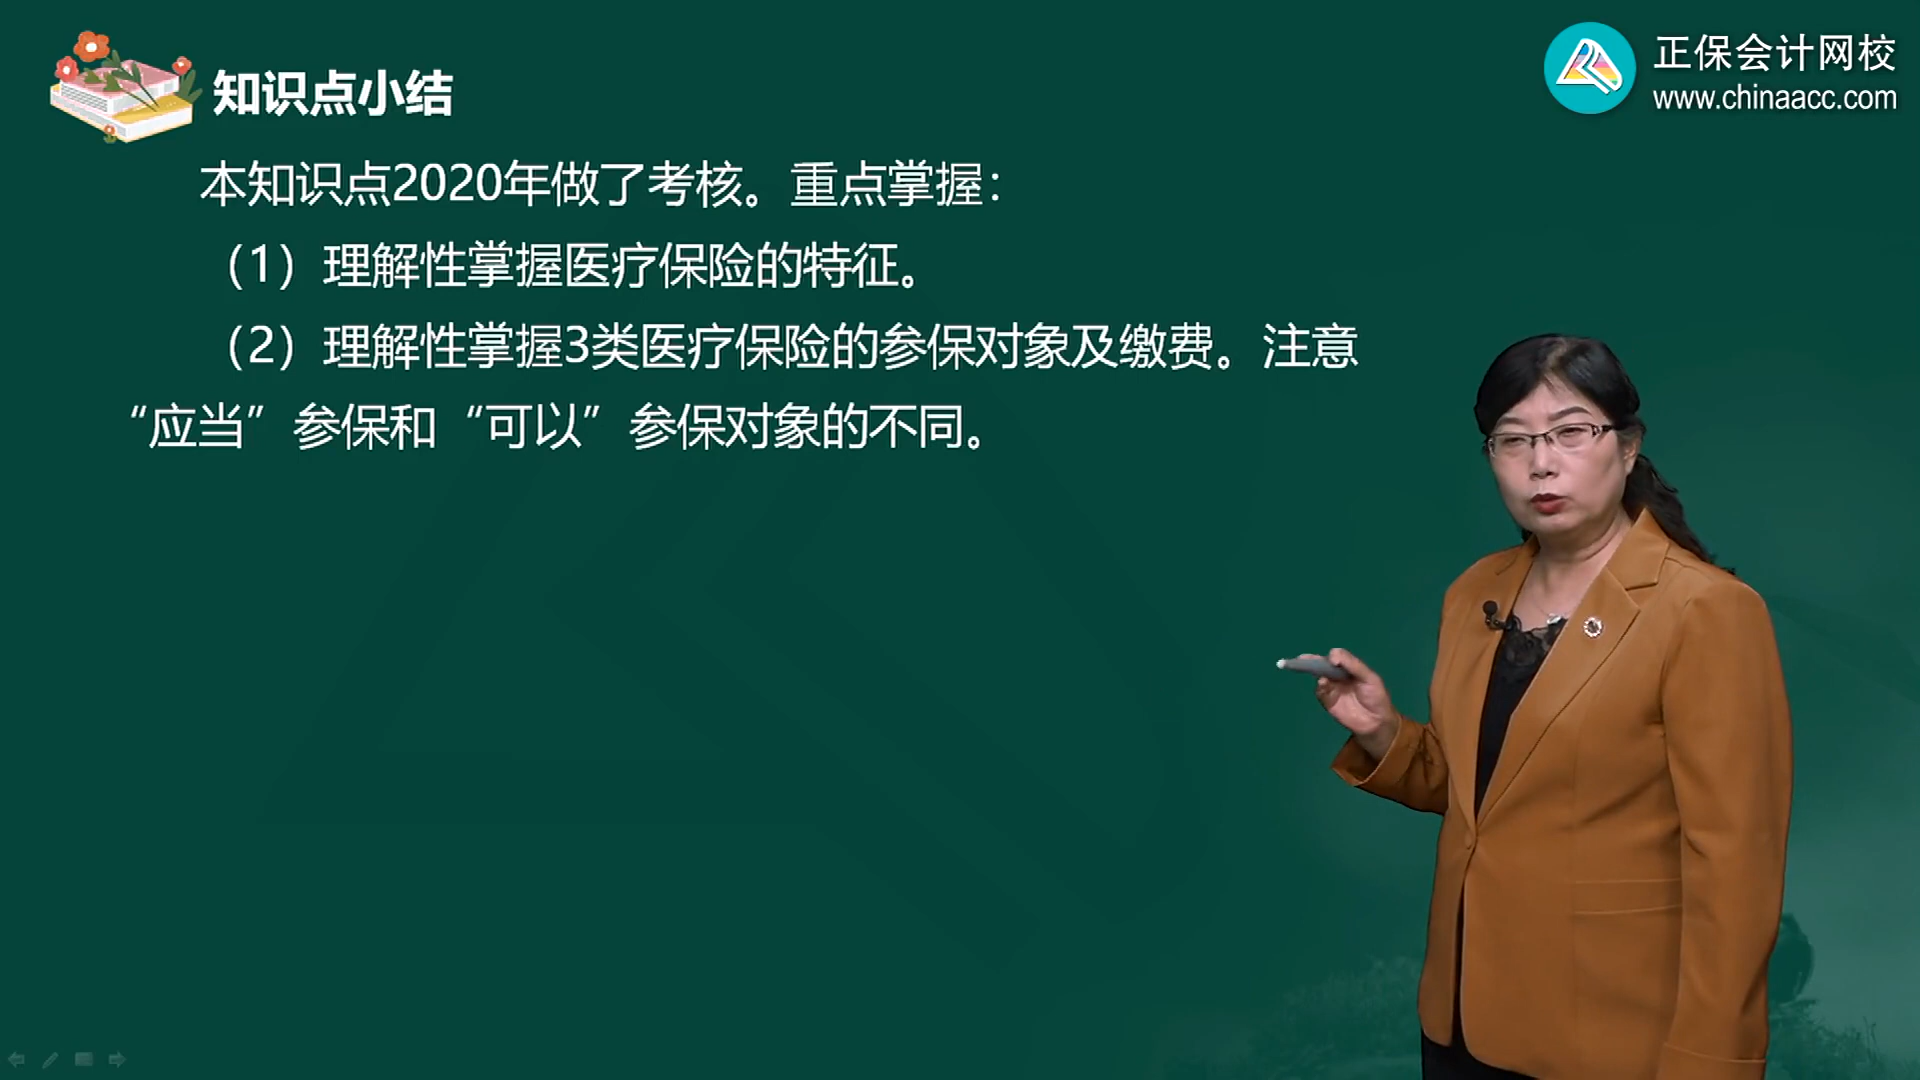 正保会计网校
www.chinaacc.com
知识点小结
本知识点2020年做了考核。重点掌握：
（1）理解性掌握医疗保险的特征。
（2）理解性掌握3类医疗保险的参保对象及缴费。注意
“应当”参保和“可以”参保对象的不同。